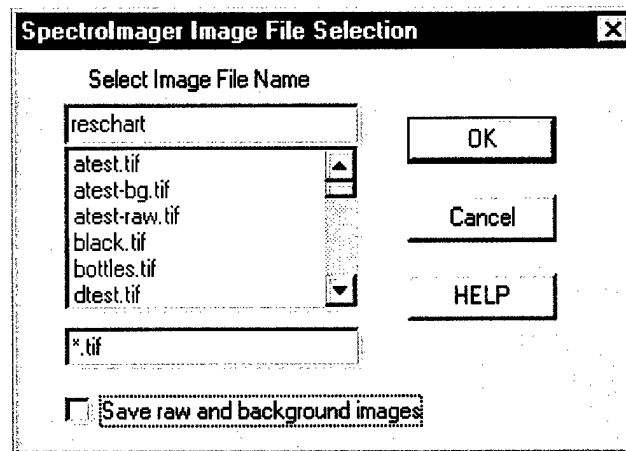 SpectroImager Image File Selection
Select Image File Name
reschart
atest.tif
atest-bg.tif
atest-raw.tif
black.tif
bottles.tif
dtest.tif
*.tif
Save raw and background images
OK
Cancel
HELP